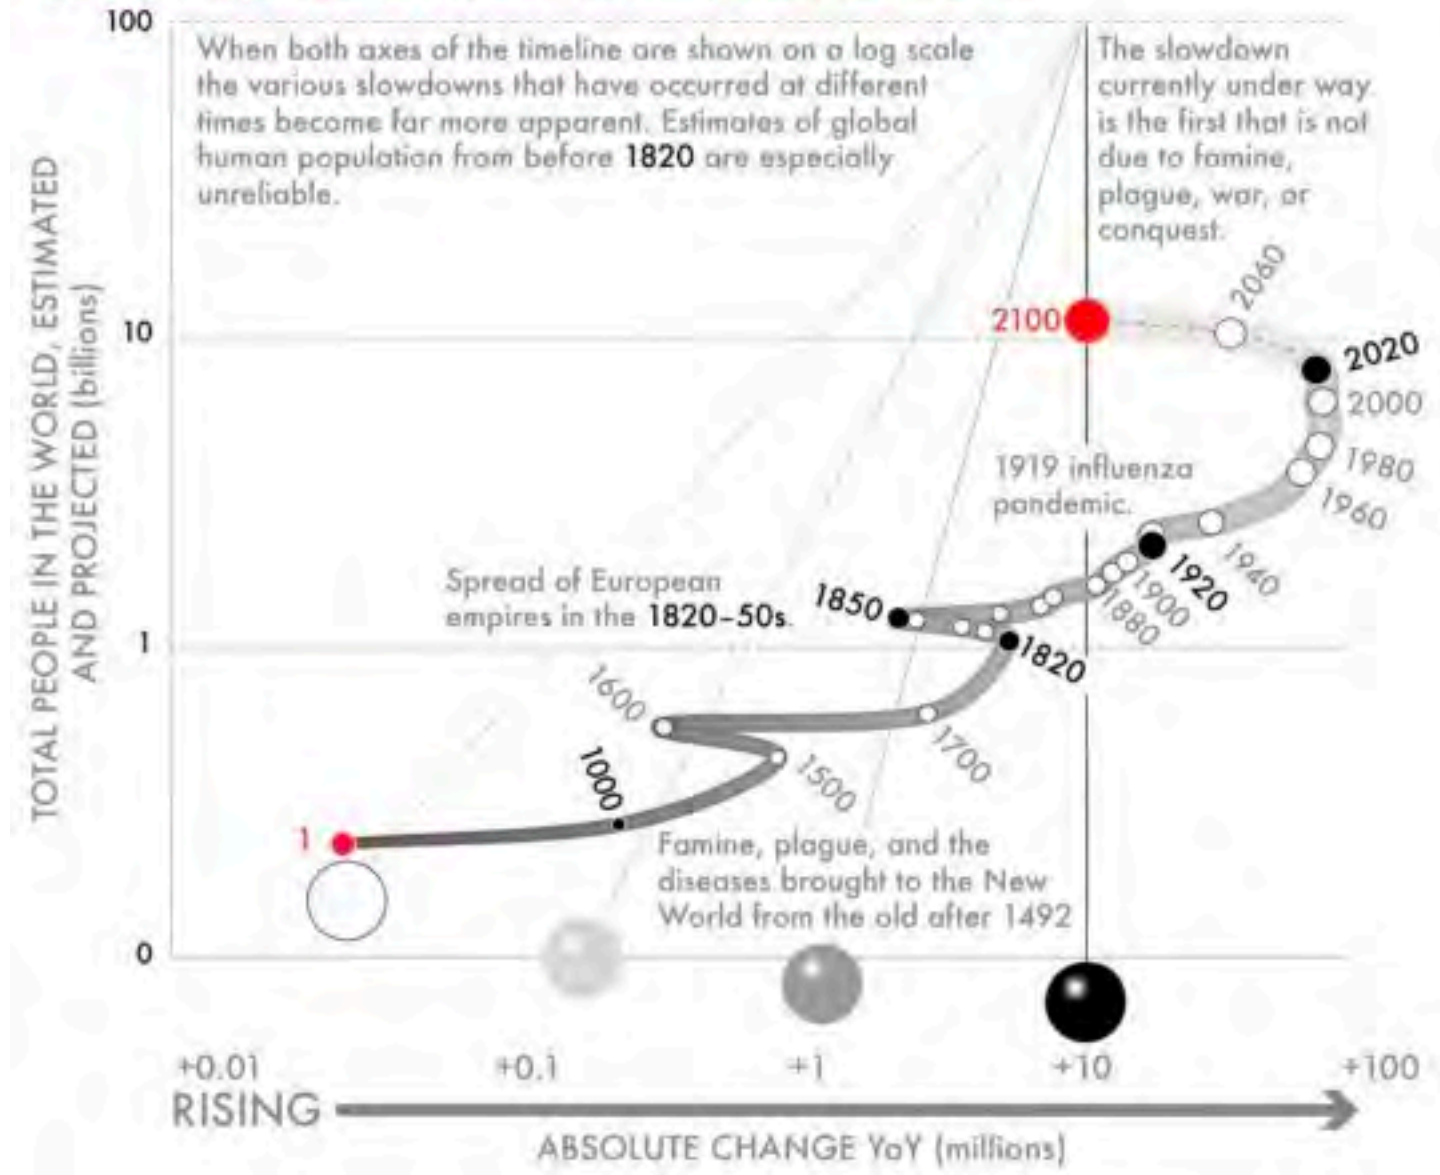 100
When both axes of the timeline are shown on a log scale
the various slowdowns that have occurred at different
times become far more apparent. Estimates of global
human population from before 1820 are especially
unreliable.
The slowdown
currently under way
is the first that is not
due to famine,
plague, war, or
conquest.
TOTAL PEOPLE IN THE WORLD, ESTIMATED
AND PROJECTED (billions)
10
1
0
2100
2060
2020
2000
1980
1960
1919 influenza
pandemic.
1940
1920
1900
1880
Spread of European
empires in the 1820–50s.
1850
1820
1600
1700
1500
1000
1
Famine, plague, and the
diseases brought to the New
World from the old after 1492
+0.01
+0.1
+1
+10
+100
RISING
ABSOLUTE CHANGE YoY (millions)